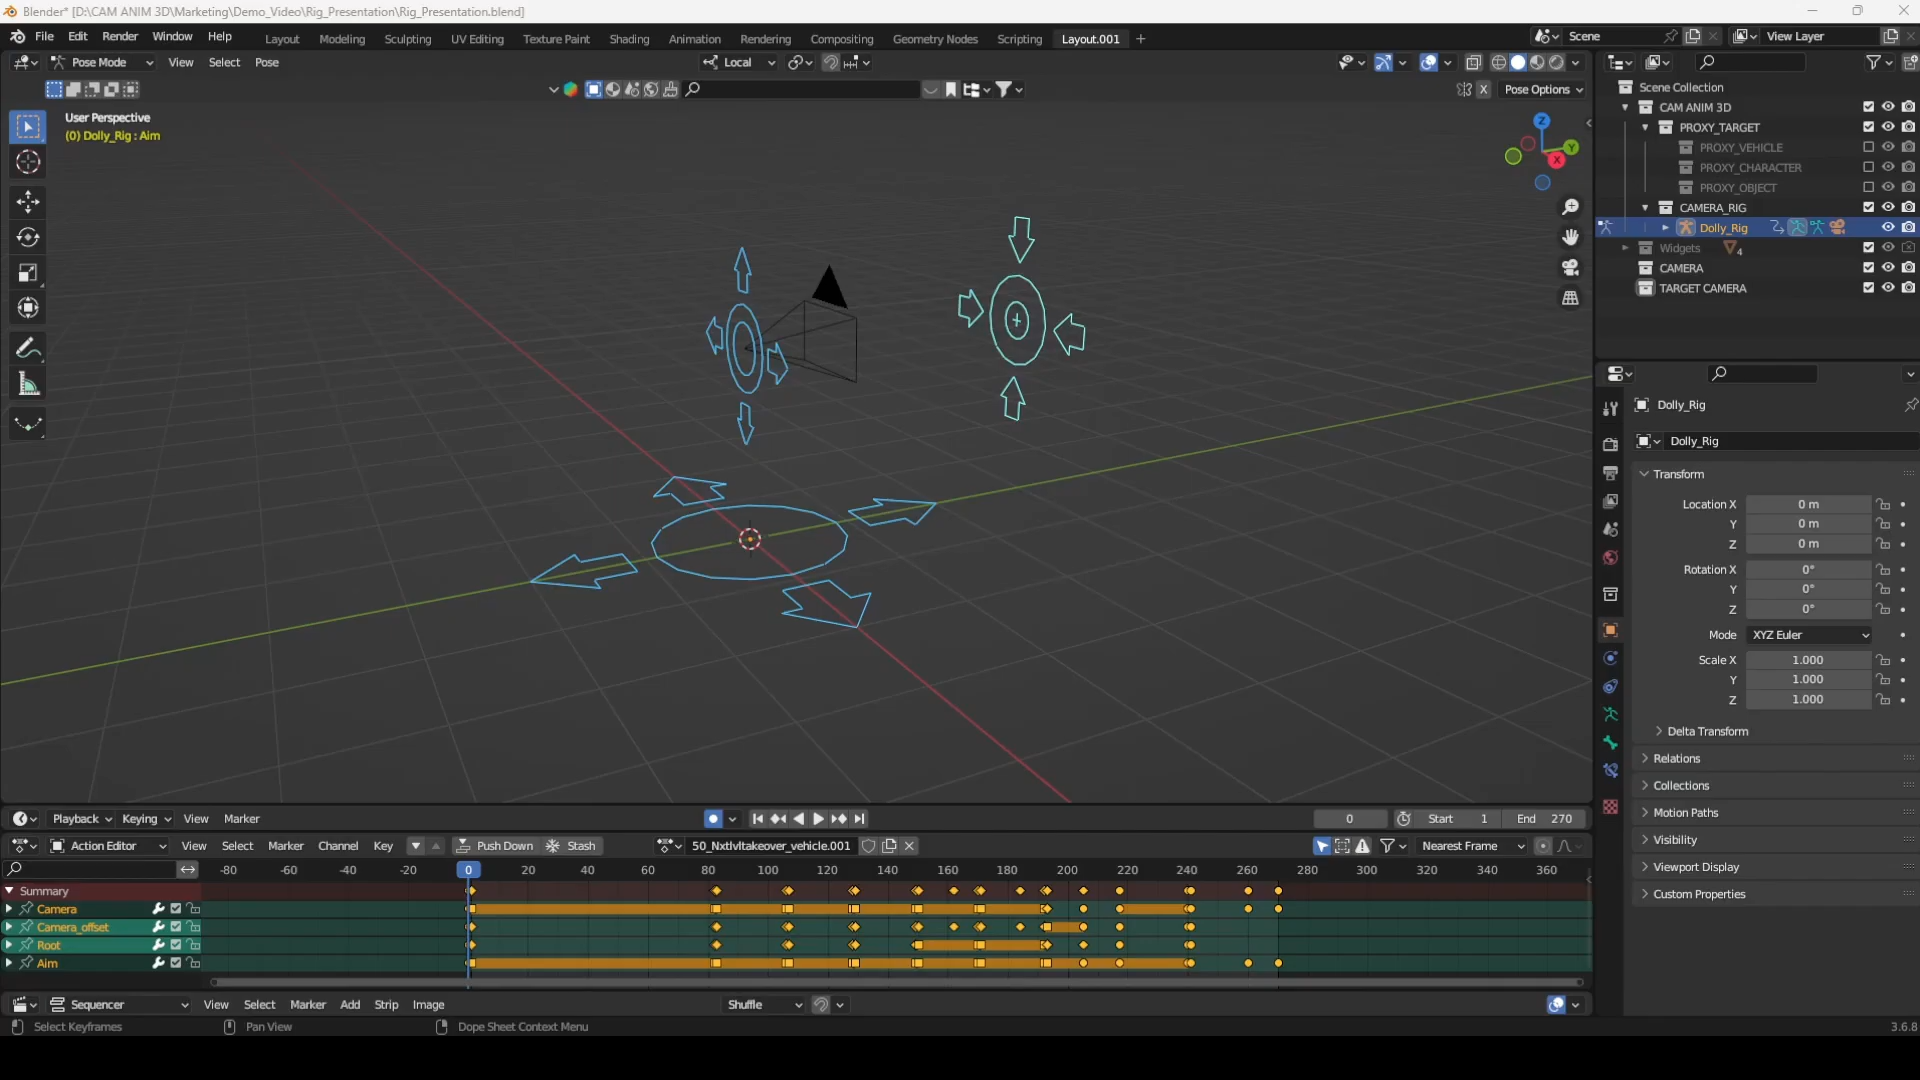 Blender* [D:\CAM ANIM 3D\Marketing\Demo_Video\Rig_Presentation\Rig_Presentation.blend]
File Edit Render Window Help Layout Modeling Sculpting UV Editing Texture Paint Shading Animation Rendering Compositing Geometry Nodes Scripting Layout.001 + Scene View Layer
Pose Mode View Select Pose Local
Pose Options
User Perspective
(0) Dolly_Rig : Aim
Z
Y
X
Scene Collection
CAM ANIM 3D
PROXY_TARGET
PROXY_VEHICLE
PROXY_CHARACTER
PROXY_OBJECT
CAMERA_RIG
Dolly_Rig
Widgets 4
CAMERA
TARGET CAMERA
Dolly_Rig
Dolly_Rig
Transform
Location X 0 m
Y 0 m
Z 0 m
Rotation X 0°
Y 0°
Z 0°
Mode XYZ Euler
Scale X 1.000
Y 1.000
Z 1.000
Delta Transform
Relations
Collections
Motion Paths
Visibility
Viewport Display
Custom Properties
Playback Keying View Marker 0 Start 1 End 270
Action Editor View Select Marker Channel Key Push Down Stash 50_Nxtlvltakeover_vehicle.001 Nearest Frame
-80 -60 -40 -20 0 20 40 60 80 100 120 140 160 180 200 220 240 260 280 300 320 340 360
Summary
Camera
Camera_offset
Root
Aim
Sequencer View Select Marker Add Strip Image Shuffle
Select Keyframes Pan View Dope Sheet Context Menu 3.6.8